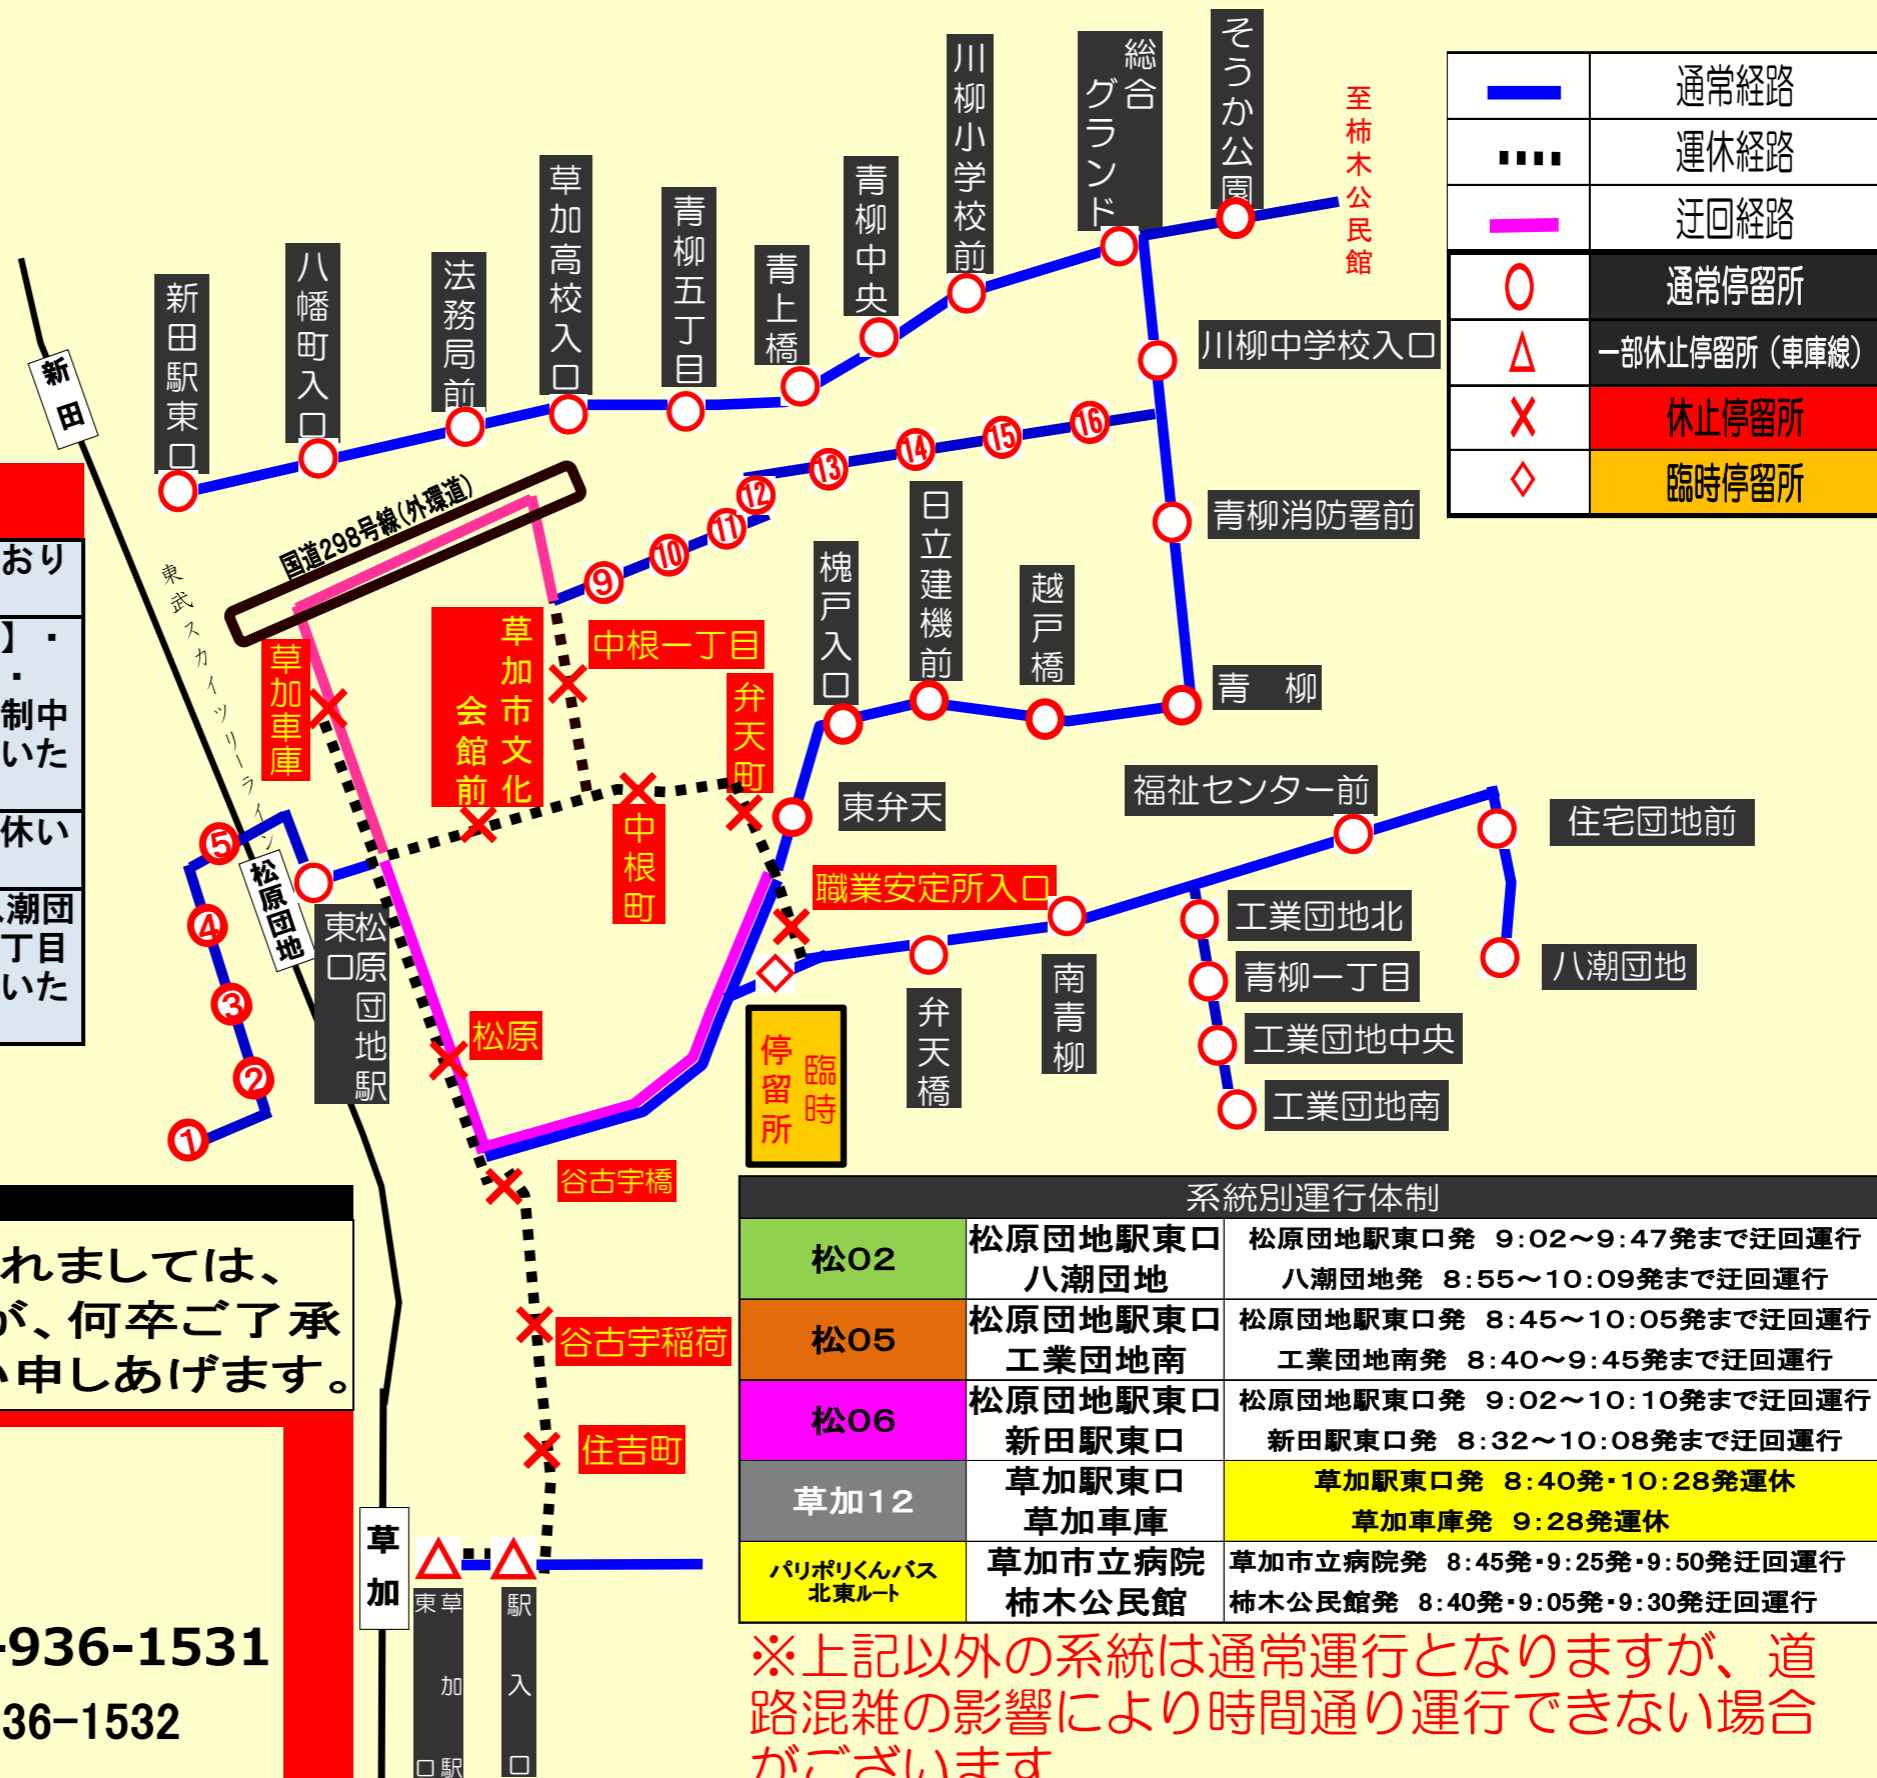 新田駅東口
八幡町入口
法務局前
草加高校入口
青柳五丁目
青上橋
青柳中央
川柳小学校前
総合
グランド
そうか公園
至柿木公民館
通常経路
運休経路
迂回経路
通常停留所
一部休止停留所（車庫線）
休止停留所
臨時停留所
川柳中学校入口
青柳消防署前
青　柳
新田
東武スカイツリーライン
国道298号線(外環道)
⑨
⑩
⑪
⑫
⑬
⑭
⑮
⑯
草加車庫
草加市文化
会館前
中根一丁目
弁天町
中根町
槐戸入口
日立建機前
越戸橋
東弁天
職業安定所入口
福祉センター前
住宅団地前
八潮団地
工業団地北
青柳一丁目
工業団地中央
工業団地南
南青柳
弁天橋
臨時
停留所
松原団地
松原団地駅
東口
⑤
④
③
②
①
松原
谷古宇橋
谷古宇稲荷
住吉町
草加
草加駅
東口
駅入口
おり
】・
・
制中
いた
休い
潮団
丁目
いた
れましては、
が、何卒ご了承
い申しあげます。
-936-1531
36-1532
系統別運行体制
松02
松原団地駅東口
八潮団地
松原団地駅東口発 9:02～9:47発まで迂回運行
八潮団地発 8:55～10:09発まで迂回運行
松05
松原団地駅東口
工業団地南
松原団地駅東口発 8:45～10:05発まで迂回運行
工業団地南発 8:40～9:45発まで迂回運行
松06
松原団地駅東口
新田駅東口
松原団地駅東口発 9:02～10:10発まで迂回運行
新田駅東口発 8:32～10:08発まで迂回運行
草加12
草加駅東口
草加車庫
草加駅東口発 8:40発・10:28発運休
草加車庫発 9:28発運休
パリポリくんバス
北東ルート
草加市立病院
柿木公民館
草加市立病院発 8:45発・9:25発・9:50発迂回運行
柿木公民館発 8:40発・9:05発・9:30発迂回運行
※上記以外の系統は通常運行となりますが、道
路混雑の影響により時間通り運行できない場合
がございます